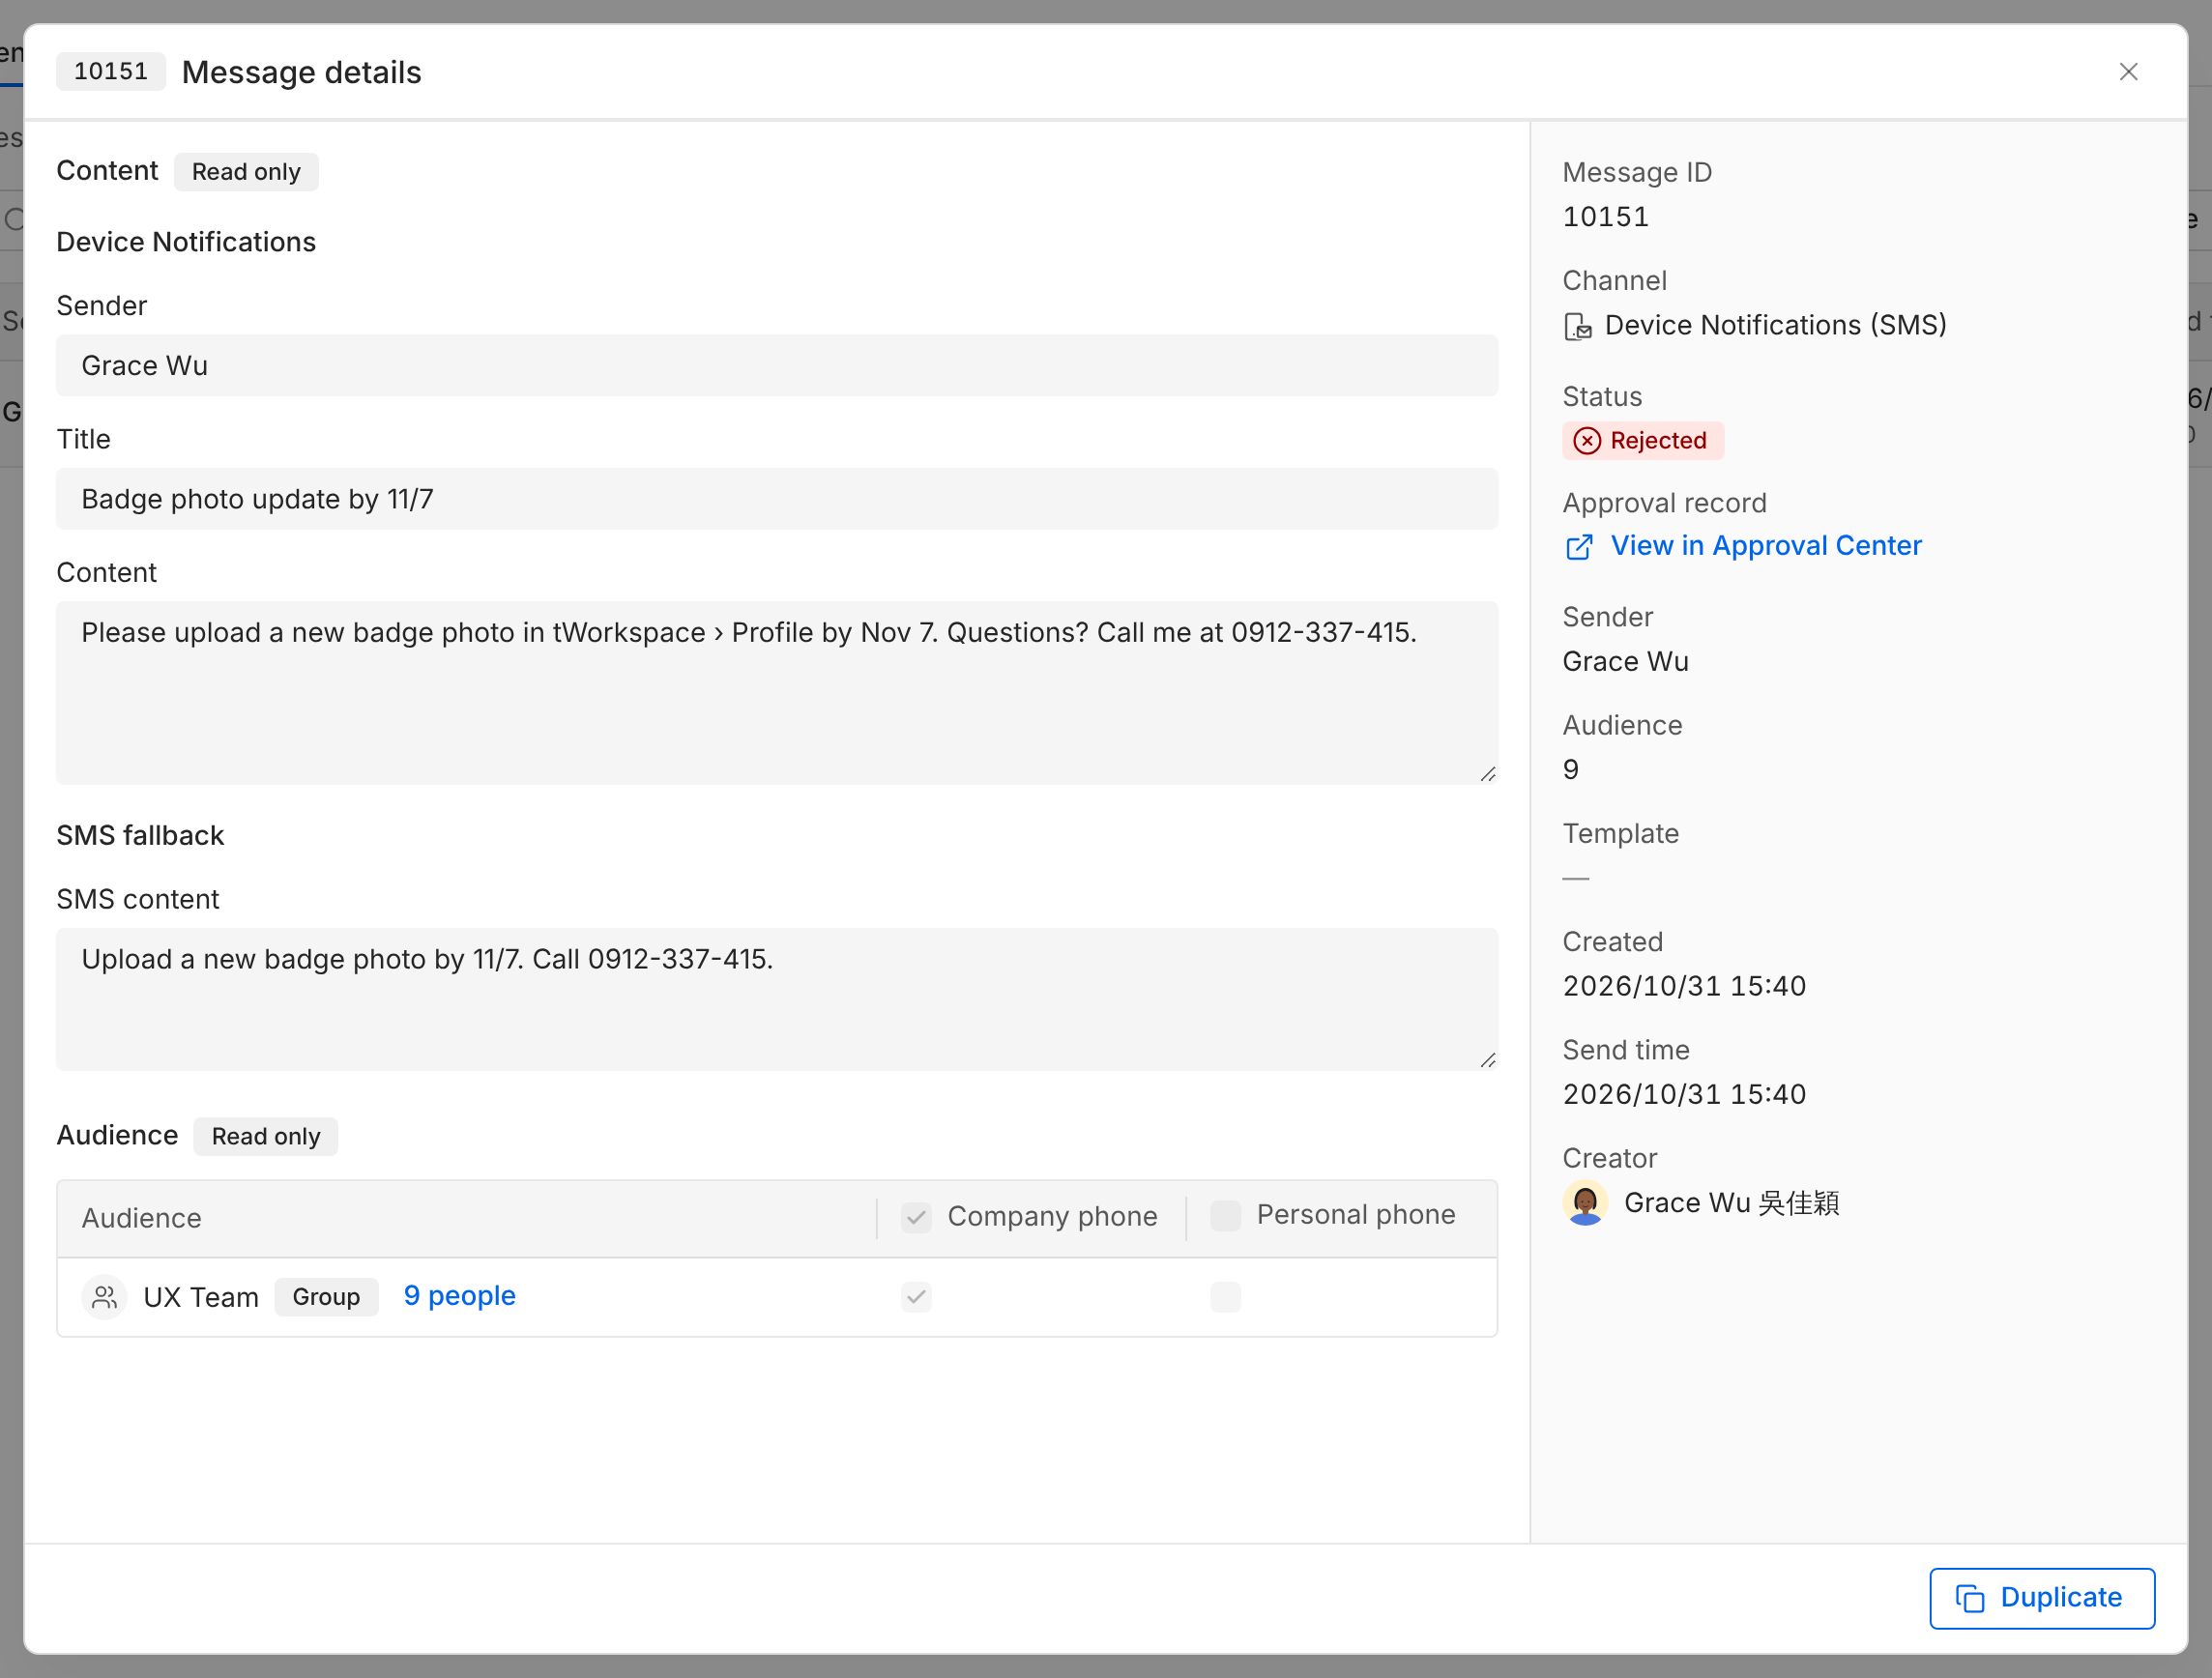 10151 Message details
Content Read only
Device Notifications
Sender
Grace Wu
Title
Badge photo update by 11/7
Content
Please upload a new badge photo in tWorkspace › Profile by Nov 7. Questions? Call me at 0912-337-415.
SMS fallback
SMS content
Upload a new badge photo by 11/7. Call 0912-337-415.
Audience Read only
Audience Company phone Personal phone
UX Team Group 9 people
Message ID
10151
Channel
Device Notifications (SMS)
Status
Rejected
Approval record
View in Approval Center
Sender
Grace Wu
Audience
9
Template
—
Created
2026/10/31 15:40
Send time
2026/10/31 15:40
Creator
Grace Wu 吳佳穎
Duplicate